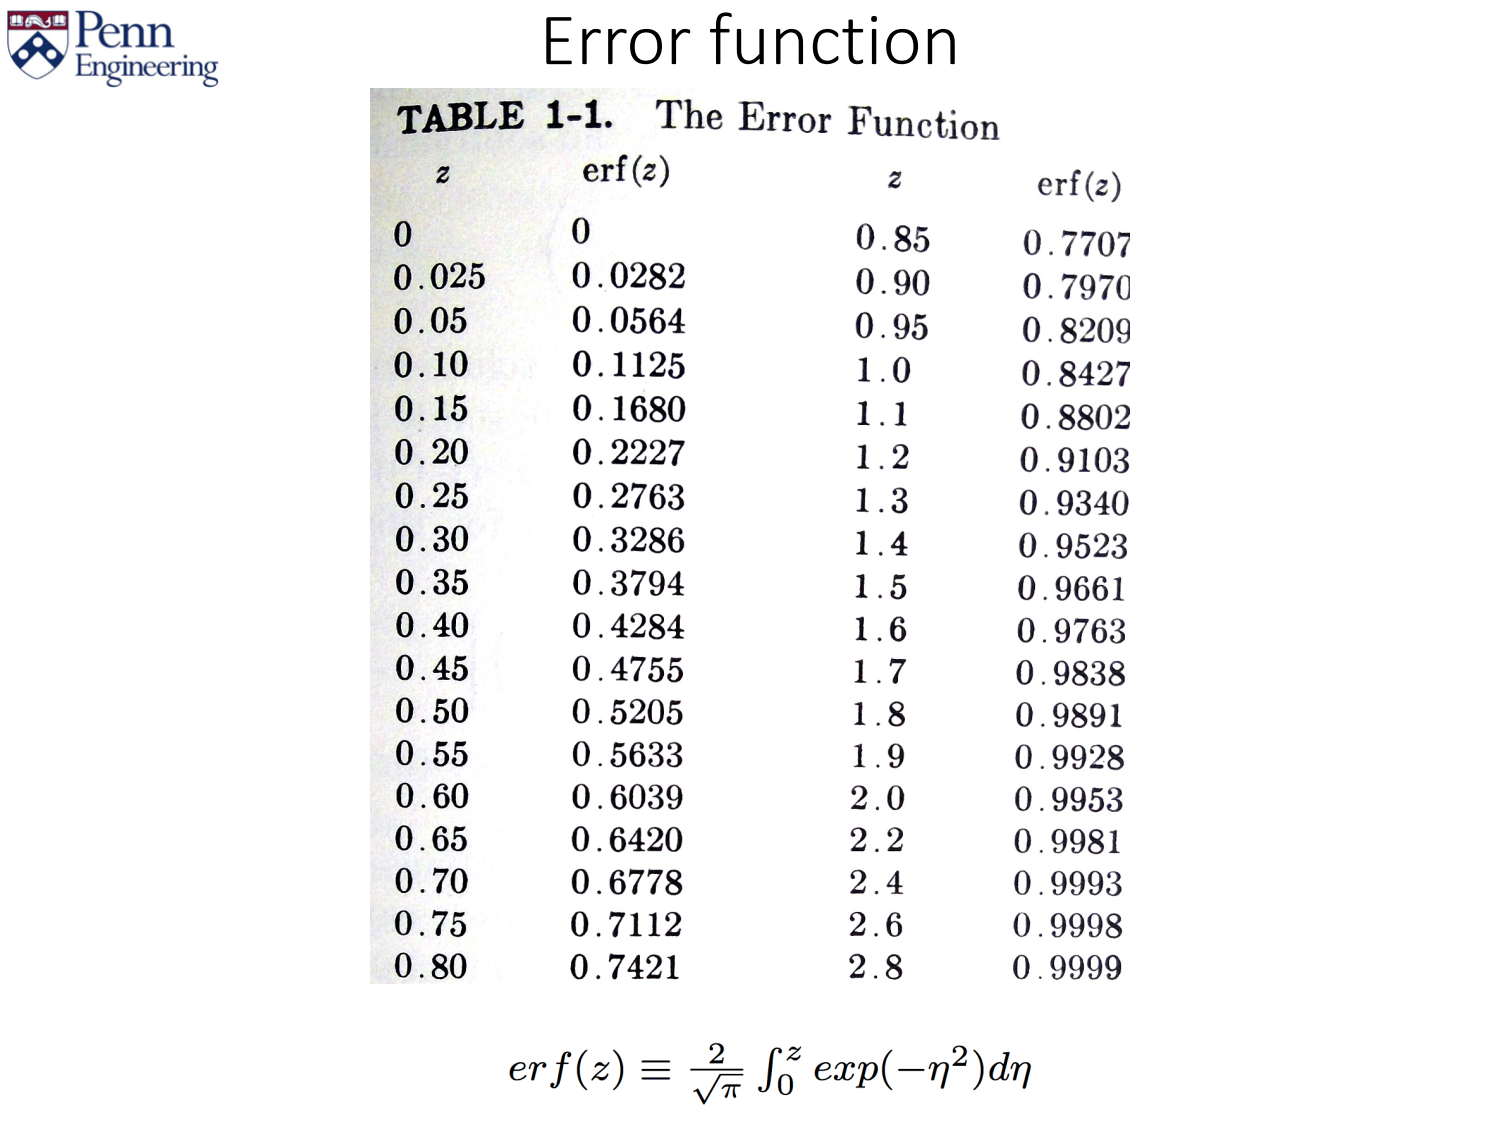 Penn
Engineering
Error function
TABLE 1-1. The Error Function
z erf(z) z erf(z)
0 0 0.85 0.7707
0.025 0.0282 0.90 0.7970
0.05 0.0564 0.95 0.8209
0.10 0.1125 1.0 0.8427
0.15 0.1680 1.1 0.8802
0.20 0.2227 1.2 0.9103
0.25 0.2763 1.3 0.9340
0.30 0.3286 1.4 0.9523
0.35 0.3794 1.5 0.9661
0.40 0.4284 1.6 0.9763
0.45 0.4755 1.7 0.9838
0.50 0.5205 1.8 0.9891
0.55 0.5633 1.9 0.9928
0.60 0.6039 2.0 0.9953
0.65 0.6420 2.2 0.9981
0.70 0.6778 2.4 0.9993
0.75 0.7112 2.6 0.9998
0.80 0.7421 2.8 0.9999
erf(z) ≡ 2/√π ∫₀ᶻ exp(−η²)dη